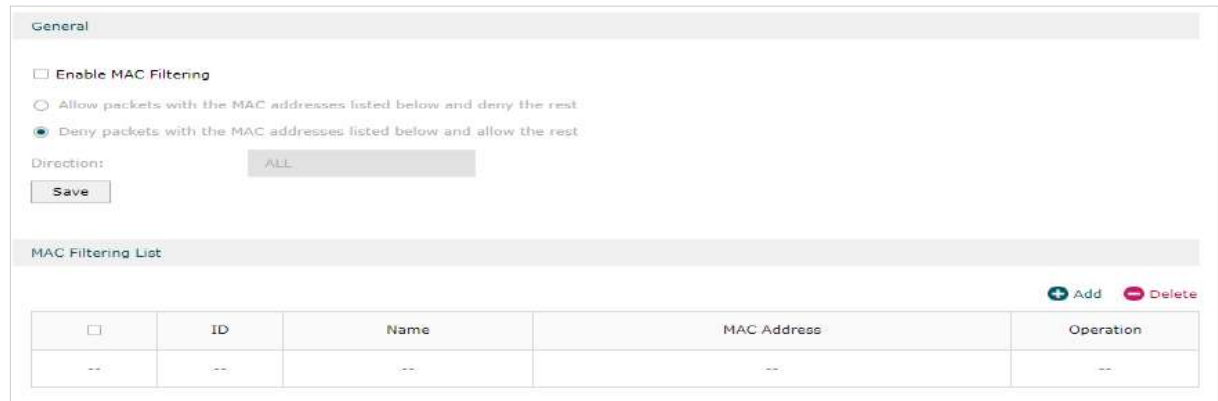 General
Enable MAC Filtering
Allow packets with the MAC addresses listed below and deny the rest
Deny packets with the MAC addresses listed below and allow the rest
Direction: ALL
Save
MAC Filtering List
Add Delete
ID Name MAC Address Operation
-- -- -- -- --